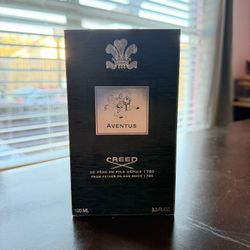 AVENTUS
CREED
DE PÈRE EN FILS DEPUIS 1760
FROM FATHER TO SON SINCE 1760
100 ML 3.3 FL.OZ.